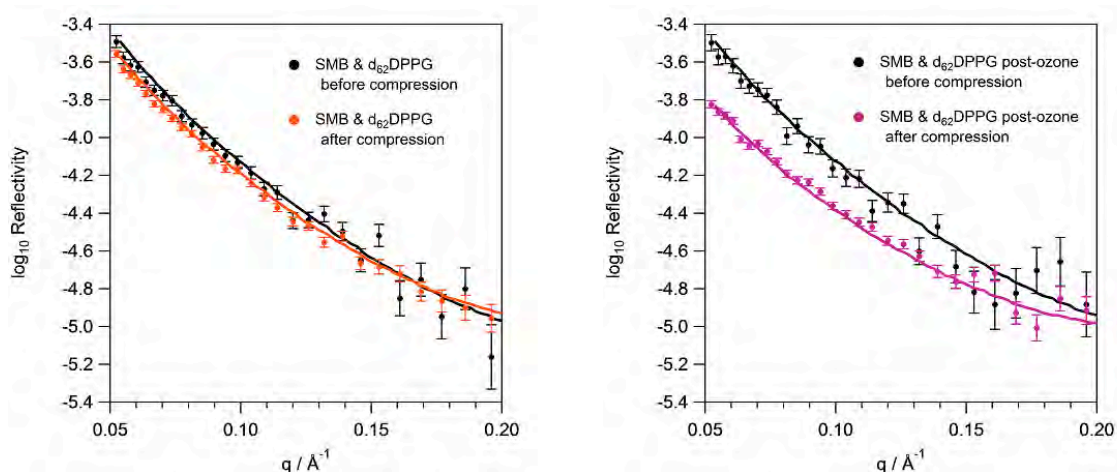 -3.4
-3.6
-3.8
-4.0
-4.2
-4.4
-4.6
-4.8
-5.0
-5.2
-5.4
log₁₀ Reflectivity
SMB & d₆₂DPPG
before compression
SMB & d₆₂DPPG
after compression
0.05 0.10 0.15 0.20
q / Å⁻¹
-3.4
-3.6
-3.8
-4.0
-4.2
-4.4
-4.6
-4.8
-5.0
-5.2
-5.4
log₁₀ Reflectivity
SMB & d₆₂DPPG post-ozone
before compression
SMB & d₆₂DPPG post-ozone
after compression
0.05 0.10 0.15 0.20
q / Å⁻¹